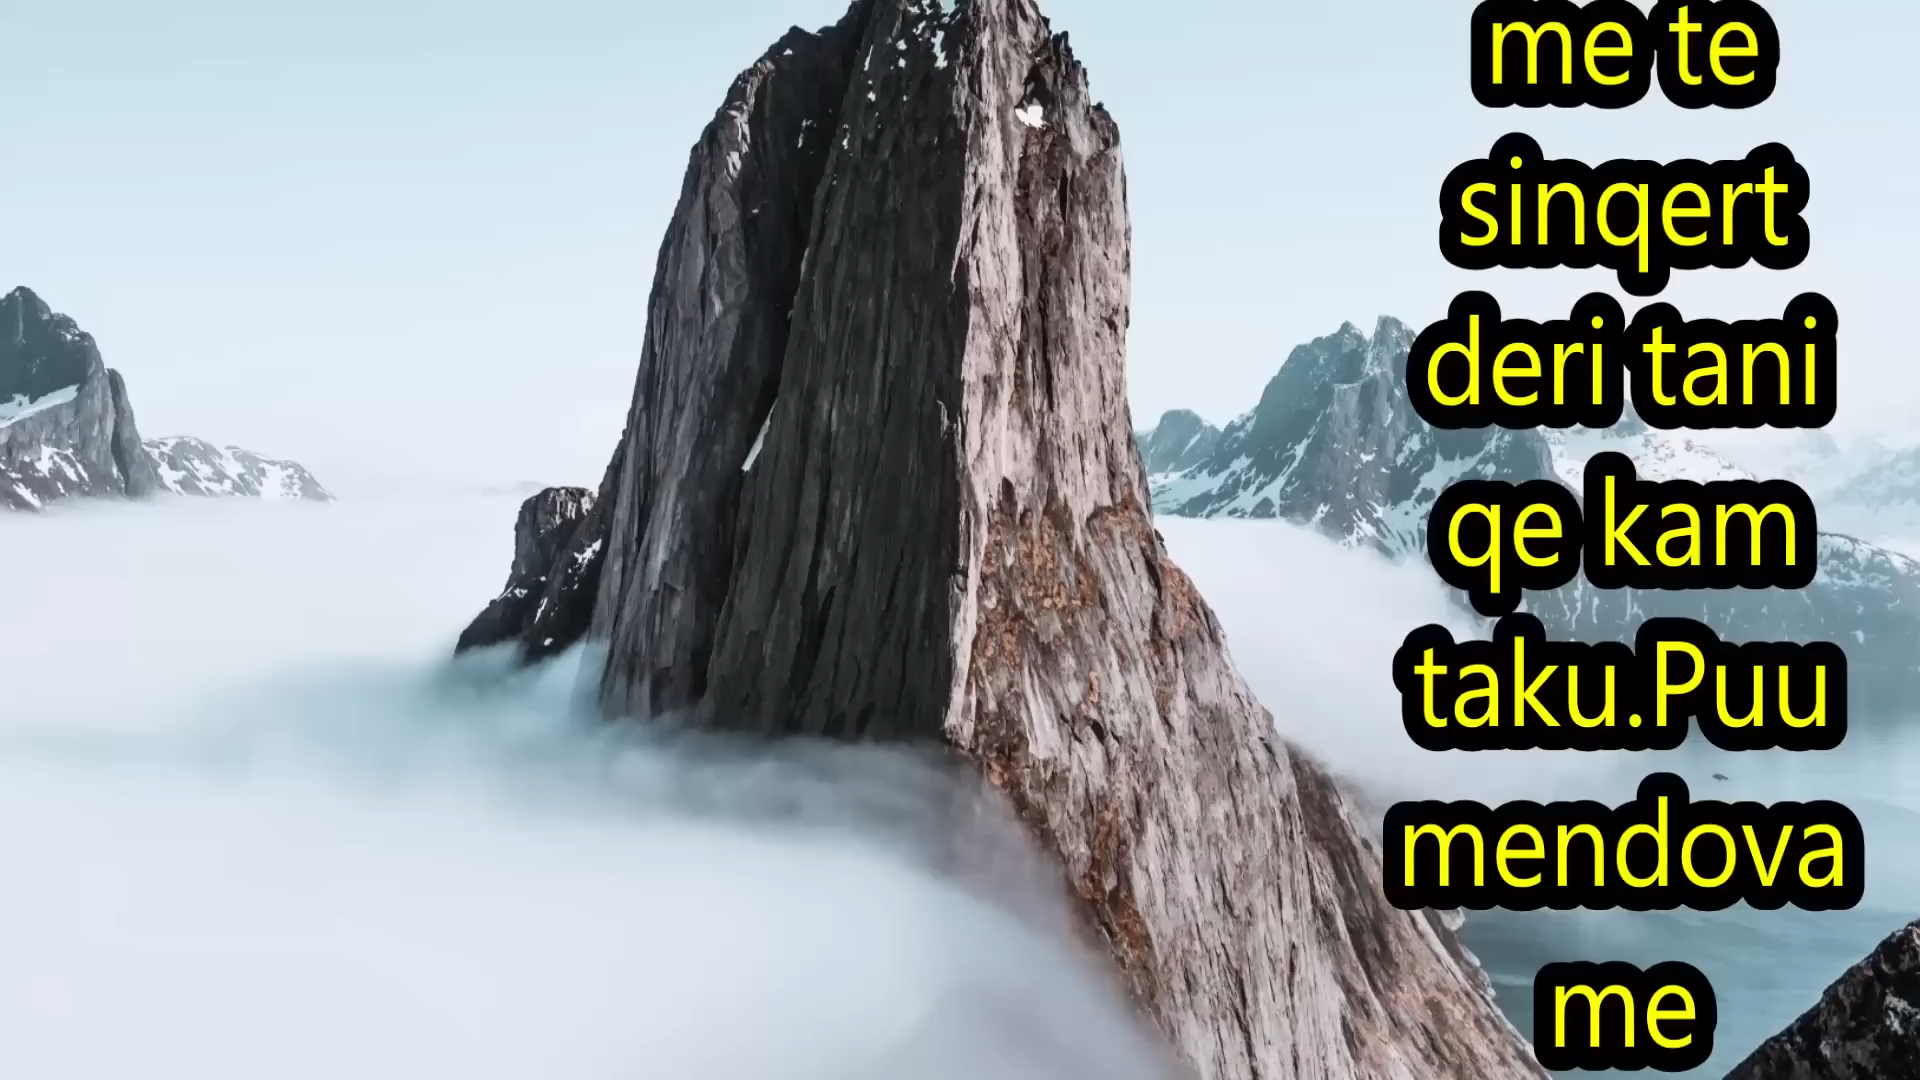 me te
sinqert
deri tani
qe kam
taku.Puu
mendova
me